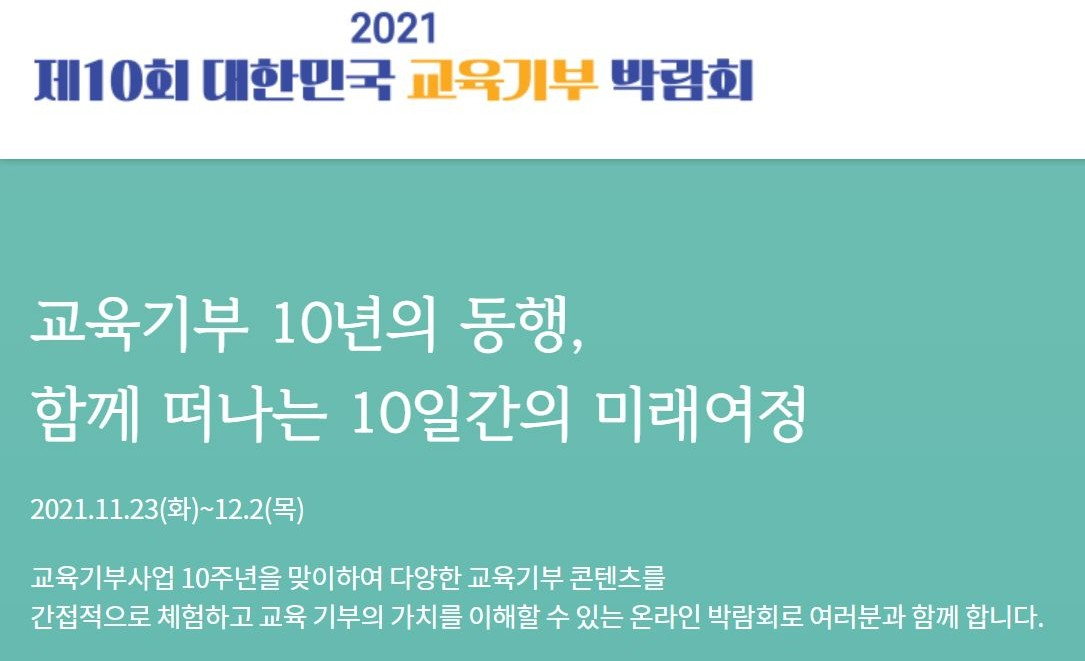 2021
제10회 대한민국 교육기부 박람회
교육기부 10년의 동행,
함께 떠나는 10일간의 미래여정
2021.11.23(화)~12.2(목)
교육기부사업 10주년을 맞이하여 다양한 교육기부 콘텐츠를
간접적으로 체험하고 교육 기부의 가치를 이해할 수 있는 온라인 박람회로 여러분과 함께 합니다.